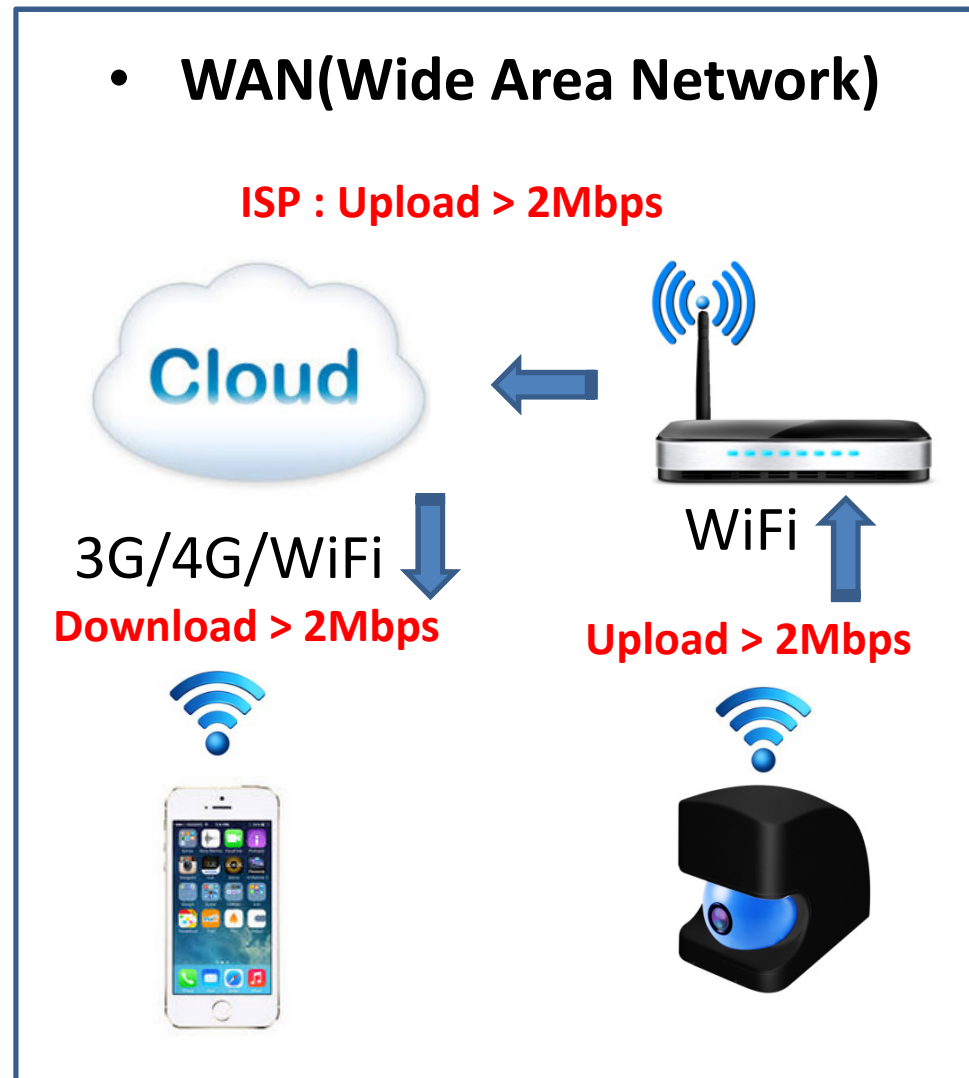 • WAN(Wide Area Network)
ISP : Upload > 2Mbps
Cloud
WiFi
3G/4G/WiFi
Download > 2Mbps
Upload > 2Mbps